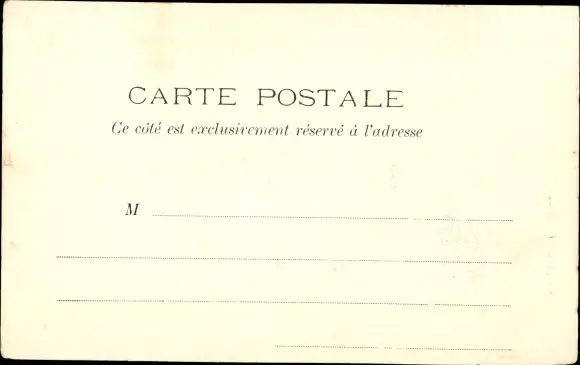 CARTE POSTALE
Ce côté est exclusivement réservé à l'adresse
M